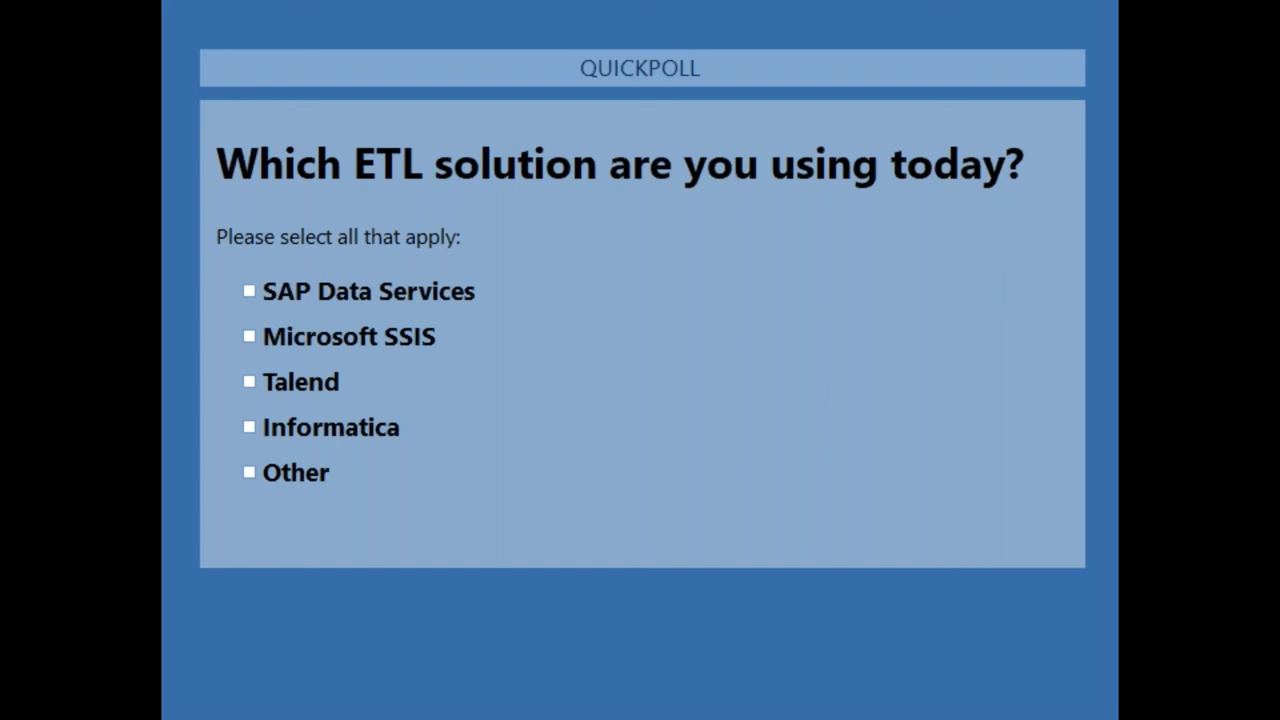 QUICKPOLL
Which ETL solution are you using today?
Please select all that apply:
SAP Data Services
Microsoft SSIS
Talend
Informatica
Other